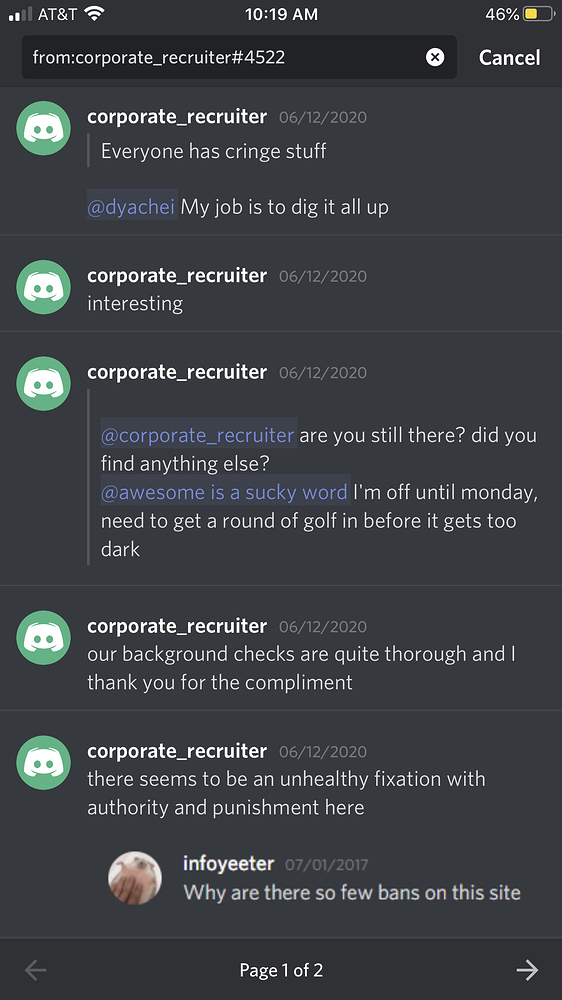 AT&T 10:19 AM 46%
from:corporate_recruiter#4522 Cancel
corporate_recruiter 06/12/2020
Everyone has cringe stuff
@dyachei My job is to dig it all up
corporate_recruiter 06/12/2020
interesting
corporate_recruiter 06/12/2020
@corporate_recruiter are you still there? did you
find anything else?
@awesome is a sucky word I'm off until monday,
need to get a round of golf in before it gets too
dark
corporate_recruiter 06/12/2020
our background checks are quite thorough and I
thank you for the compliment
corporate_recruiter 06/12/2020
there seems to be an unhealthy fixation with
authority and punishment here
infoyeeter 07/01/2017
Why are there so few bans on this site
Page 1 of 2